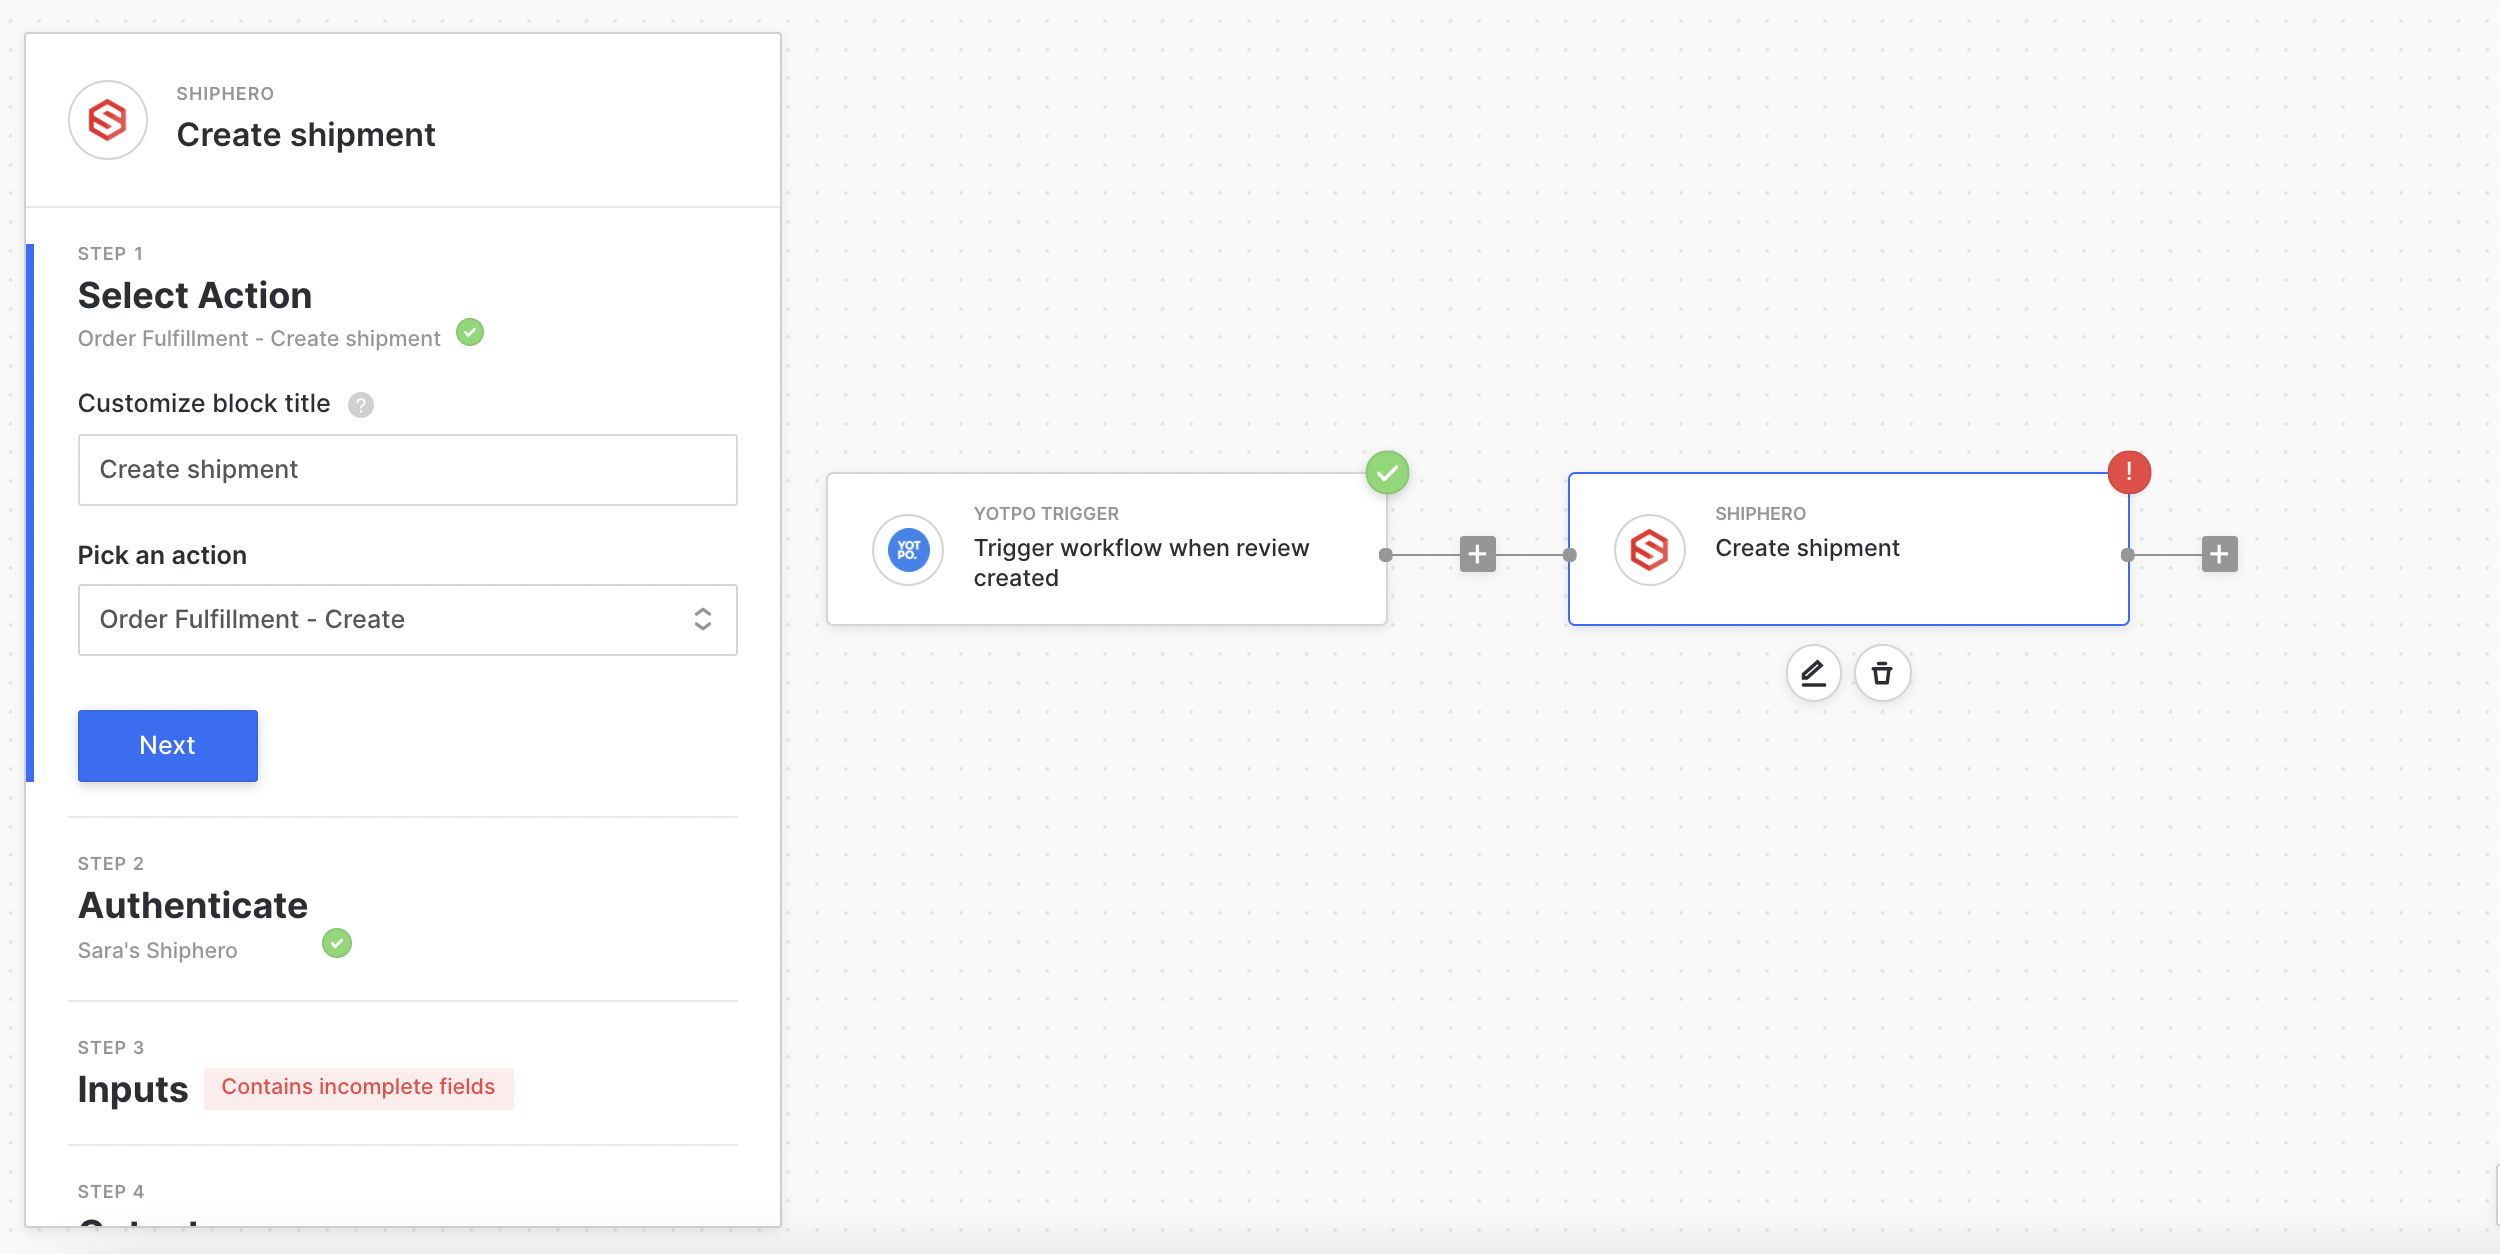 SHIPHERO
Create shipment
STEP 1
Select Action
Order Fulfillment - Create shipment
Customize block title ?
Create shipment
Pick an action
Order Fulfillment - Create
Next
STEP 2
Authenticate
Sara's Shiphero
STEP 3
Inputs Contains incomplete fields
STEP 4
YOTPO TRIGGER
Trigger workflow when review
created
YOT
PO.
SHIPHERO
Create shipment
!